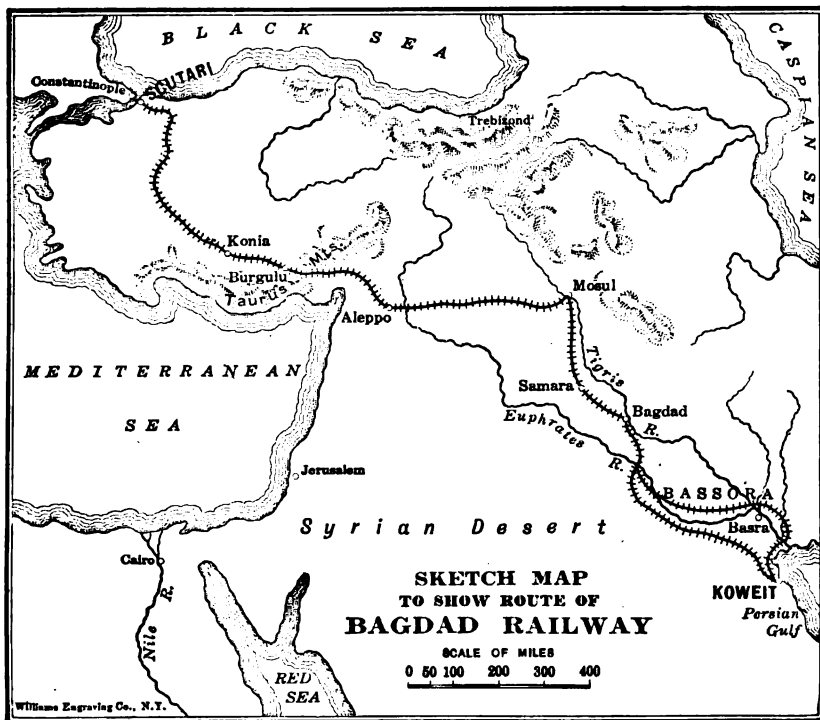 BLACK SEA
CASPIAN SEA
Constantinople
SCUTARI
Trebizond
Konia
Burgulu
Taurus Mts.
Aleppo
Mosul
MEDITERRANEAN
SEA
Samara
Tigris R.
Bagdad
Euphrates R.
Jerusalem
BASSORA
Basra
Syrian Desert
Cairo
Nile R.
KOWEIT
Persian
Gulf
RED
SEA
SKETCH MAP
TO SHOW ROUTE OF
BAGDAD RAILWAY
SCALE OF MILES
0 50 100 200 300 400
Williams Engraving Co., N.Y.